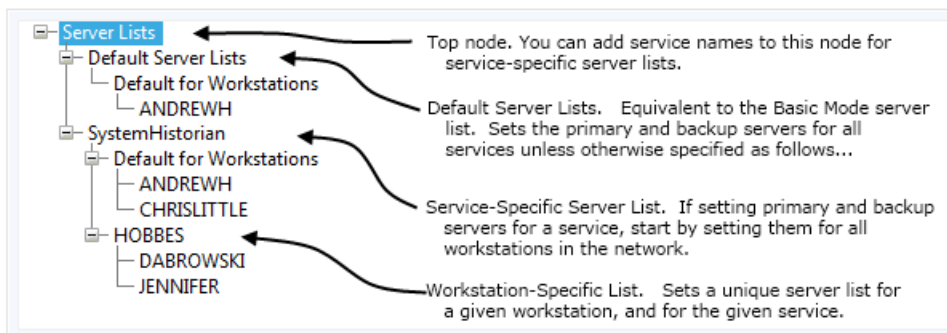 Server Lists
Default Server Lists
Default for Workstations
ANDREWH
SystemHistorian
Default for Workstations
ANDREWH
CHRISLITTLE
HOBBES
DABROWSKI
JENNIFER
Top node. You can add service names to this node for
service-specific server lists.
Default Server Lists. Equivalent to the Basic Mode server
list. Sets the primary and backup servers for all
services unless otherwise specified as follows...
Service-Specific Server List. If setting primary and backup
servers for a service, start by setting them for all
workstations in the network.
Workstation-Specific List. Sets a unique server list for
a given workstation, and for the given service.